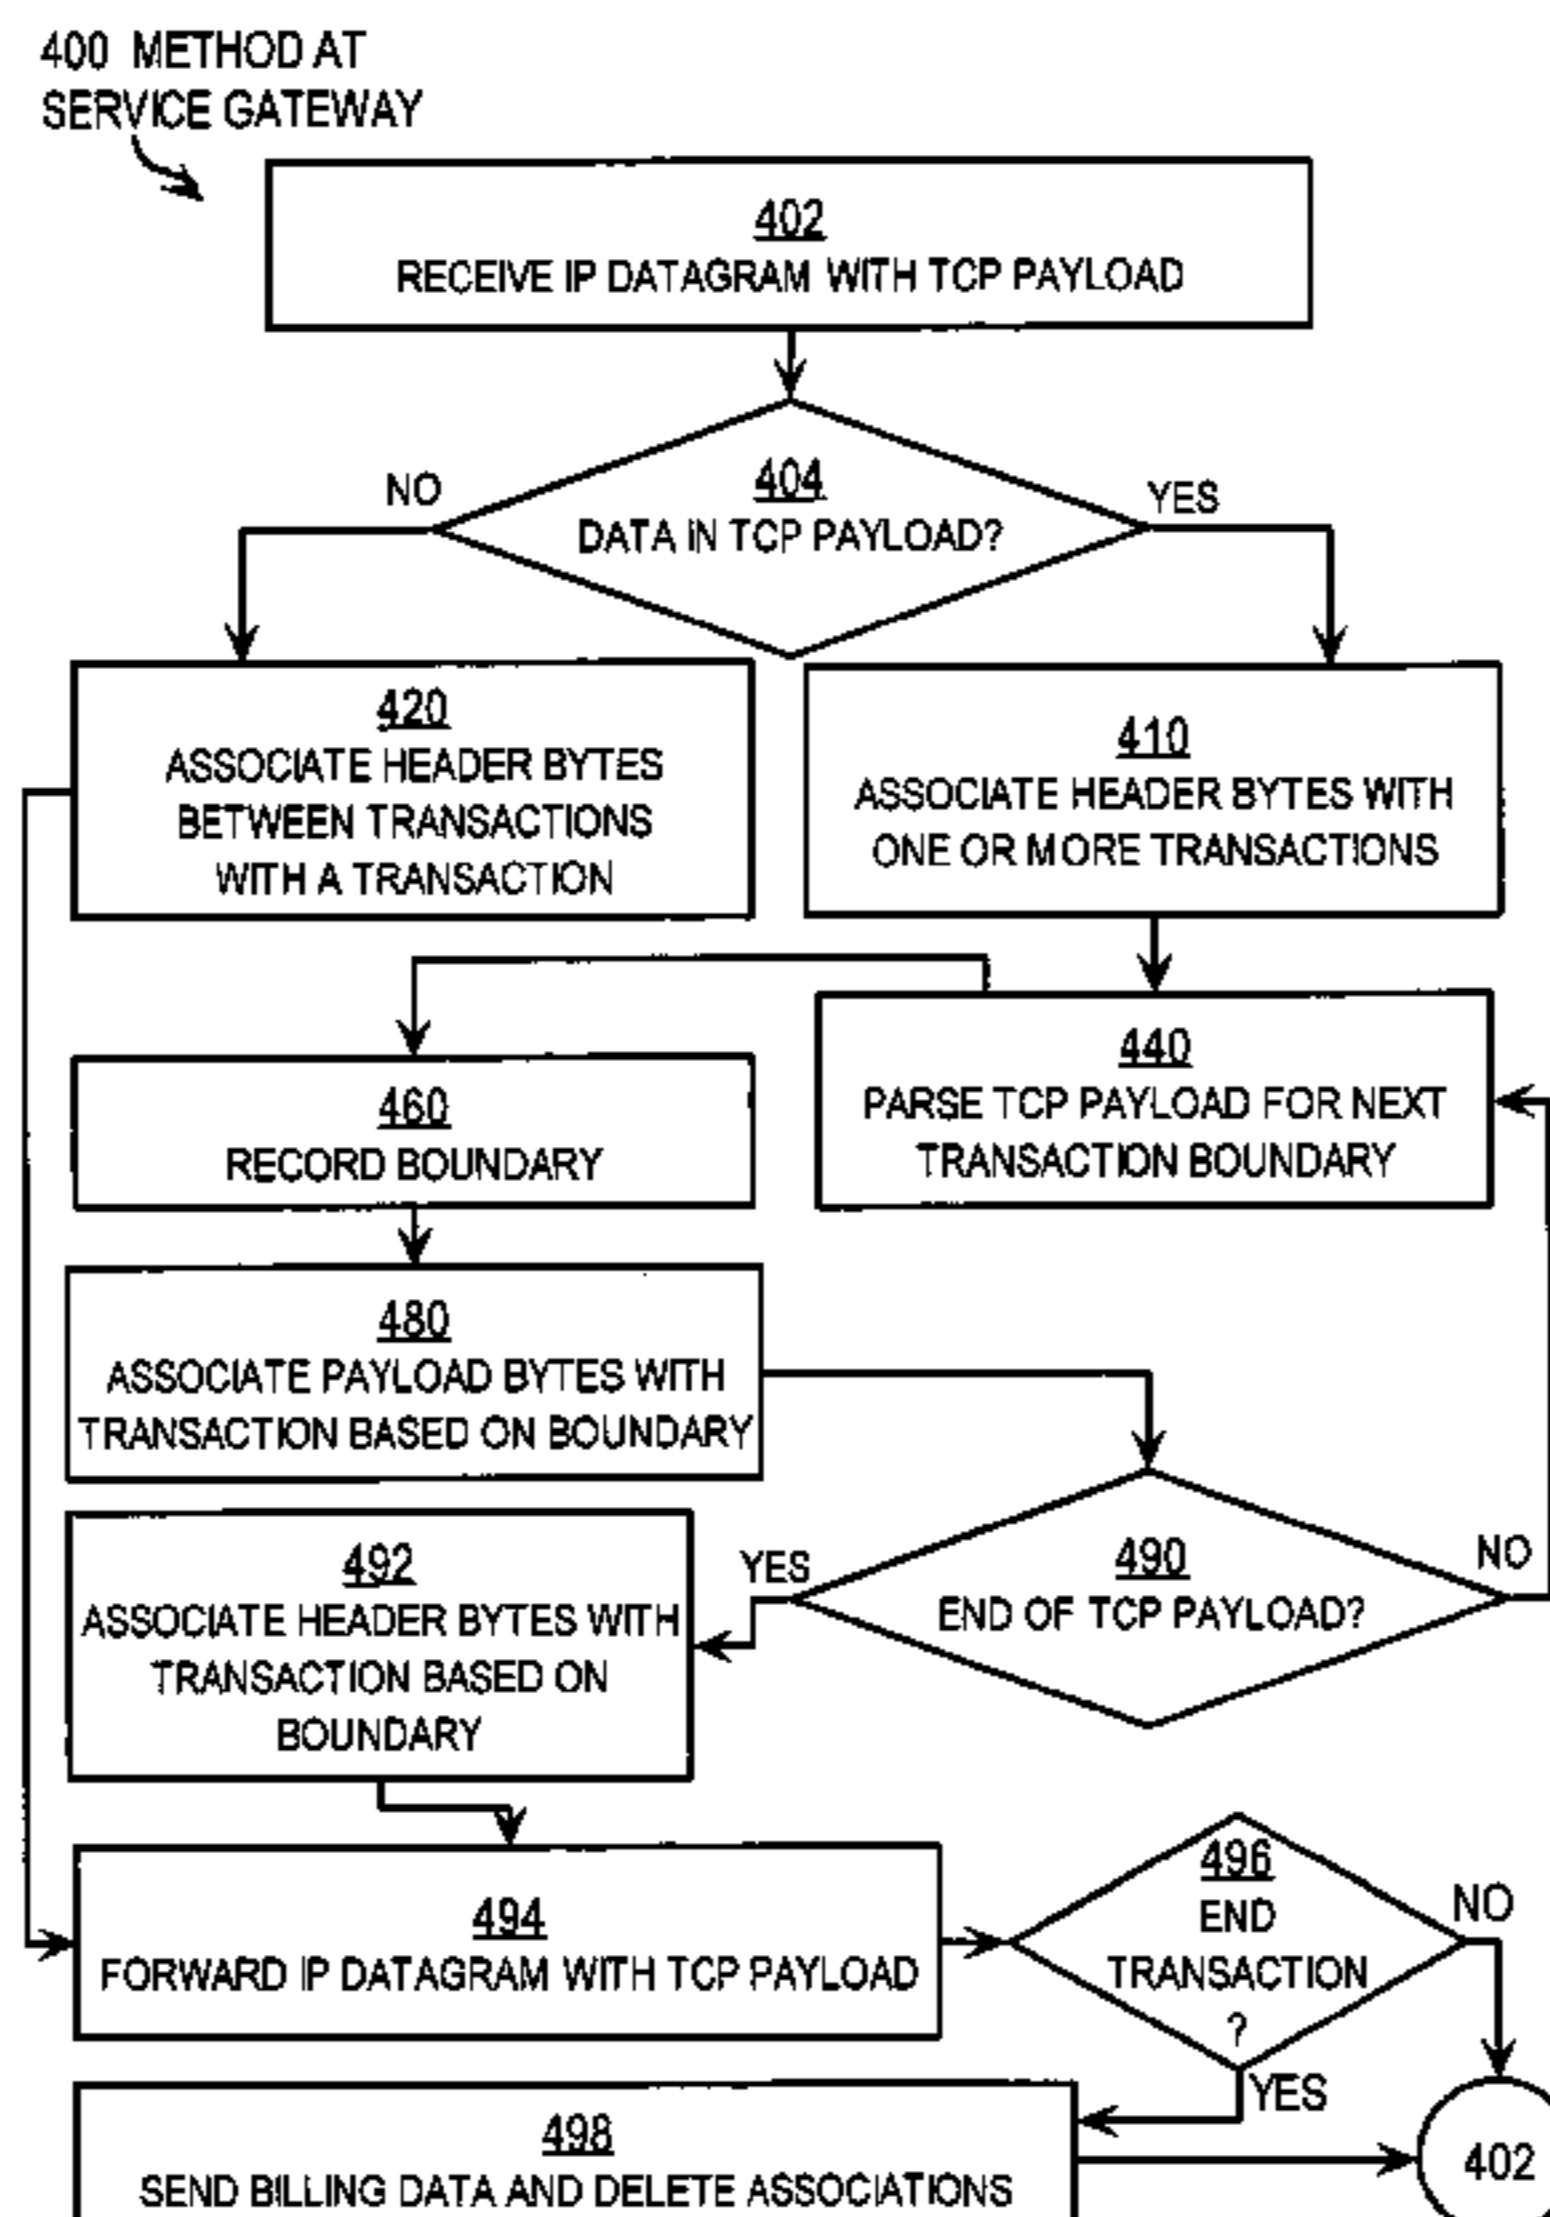 400 METHOD AT
SERVICE GATEWAY
402
RECEIVE IP DATAGRAM WITH TCP PAYLOAD
404
DATA IN TCP PAYLOAD?
NO
YES
420
ASSOCIATE HEADER BYTES
BETWEEN TRANSACTIONS
WITH A TRANSACTION
410
ASSOCIATE HEADER BYTES WITH
ONE OR MORE TRANSACTIONS
440
PARSE TCP PAYLOAD FOR NEXT
TRANSACTION BOUNDARY
460
RECORD BOUNDARY
480
ASSOCIATE PAYLOAD BYTES WITH
TRANSACTION BASED ON BOUNDARY
490
END OF TCP PAYLOAD?
YES
NO
492
ASSOCIATE HEADER BYTES WITH
TRANSACTION BASED ON
BOUNDARY
494
FORWARD IP DATAGRAM WITH TCP PAYLOAD
496
END
TRANSACTION
?
NO
YES
498
SEND BILLING DATA AND DELETE ASSOCIATIONS
402